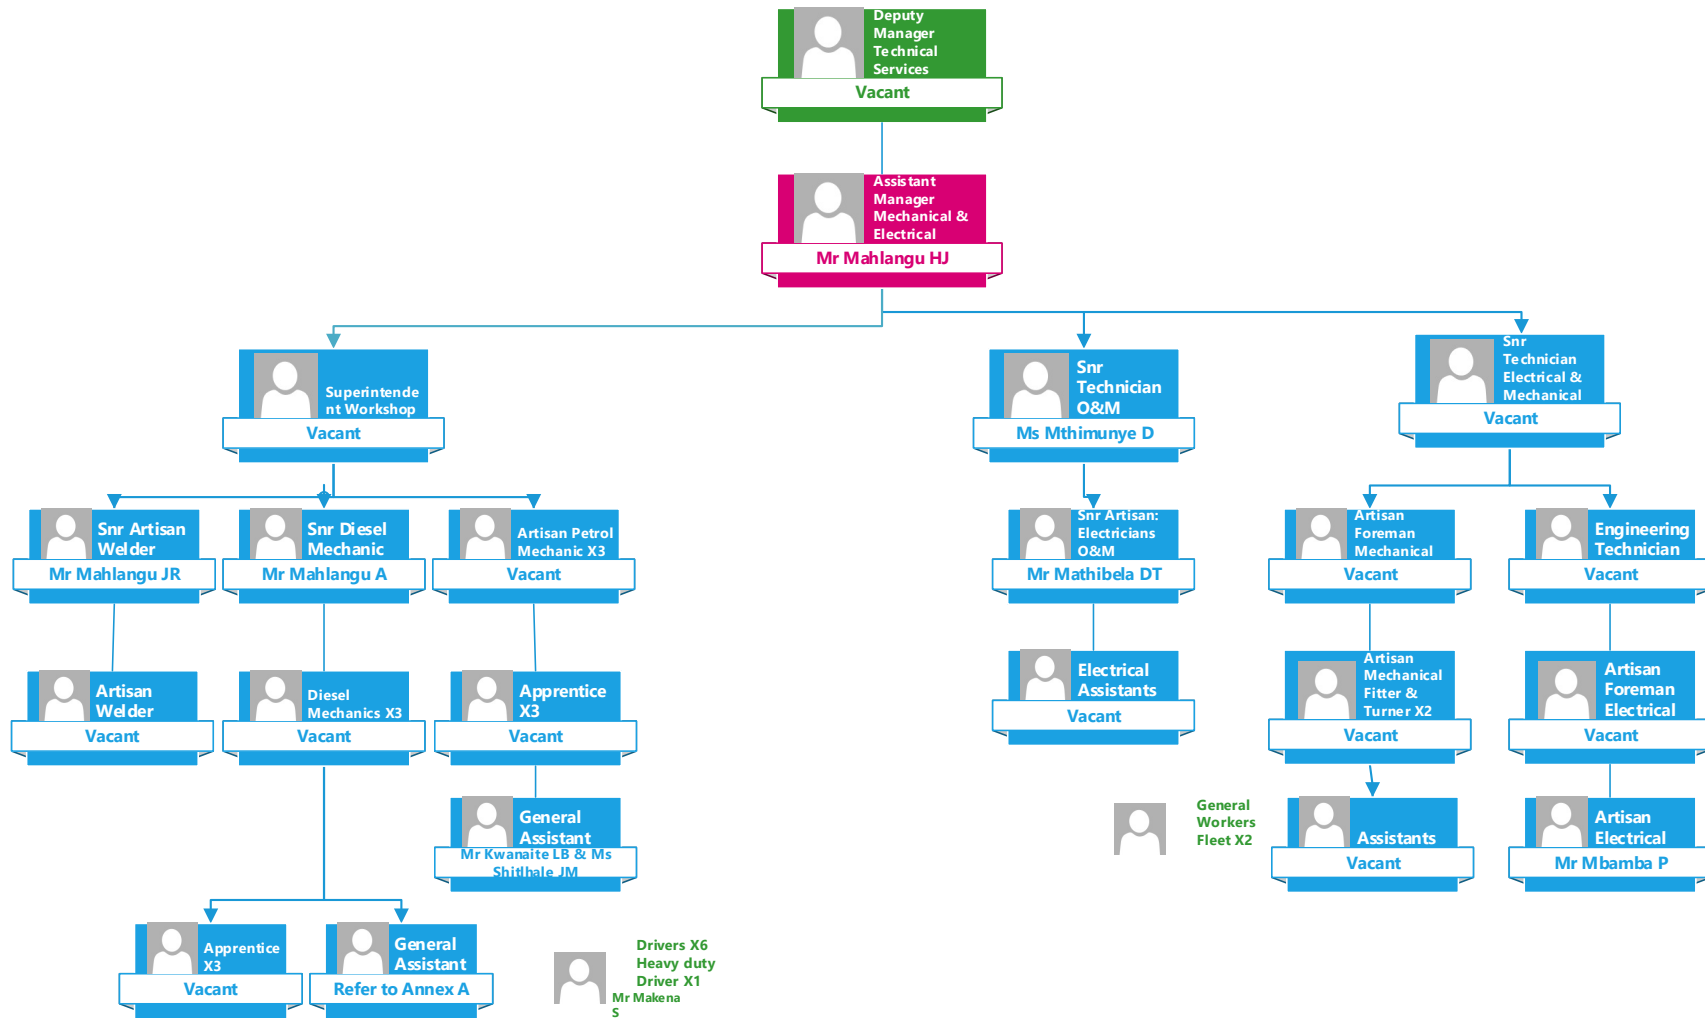 Deputy
Manager
Technical
Services
Vacant
Assistant
Manager
Mechanical &
Electrical
Mr Mahlangu HJ
Superintende
nt Workshop
Vacant
Snr
Technician
O&M
Ms Mthimunye D
Snr
Technician
Electrical &
Mechanical
Vacant
Snr Artisan
Welder
Mr Mahlangu JR
Snr Diesel
Mechanic
Mr Mahlangu A
Artisan Petrol
Mechanic X3
Vacant
Snr Artisan:
Electricians
O&M
Mr Mathibela DT
Artisan
Foreman
Mechanical
Vacant
Engineering
Technician
Vacant
Artisan
Welder
Vacant
Diesel
Mechanics X3
Vacant
Apprentice
X3
Vacant
Electrical
Assistants
Vacant
Artisan
Mechanical
Fitter &
Turner X2
Vacant
Artisan
Foreman
Electrical
Vacant
General
Assistant
Mr Kwanaite LB & Ms
Shitlhale JM
General
Workers
Fleet X2
Assistants
Vacant
Artisan
Electrical
Mr Mbamba P
Apprentice
X3
Vacant
General
Assistant
Refer to Annex A
Drivers X6
Heavy duty
Driver X1
Mr Makena
S